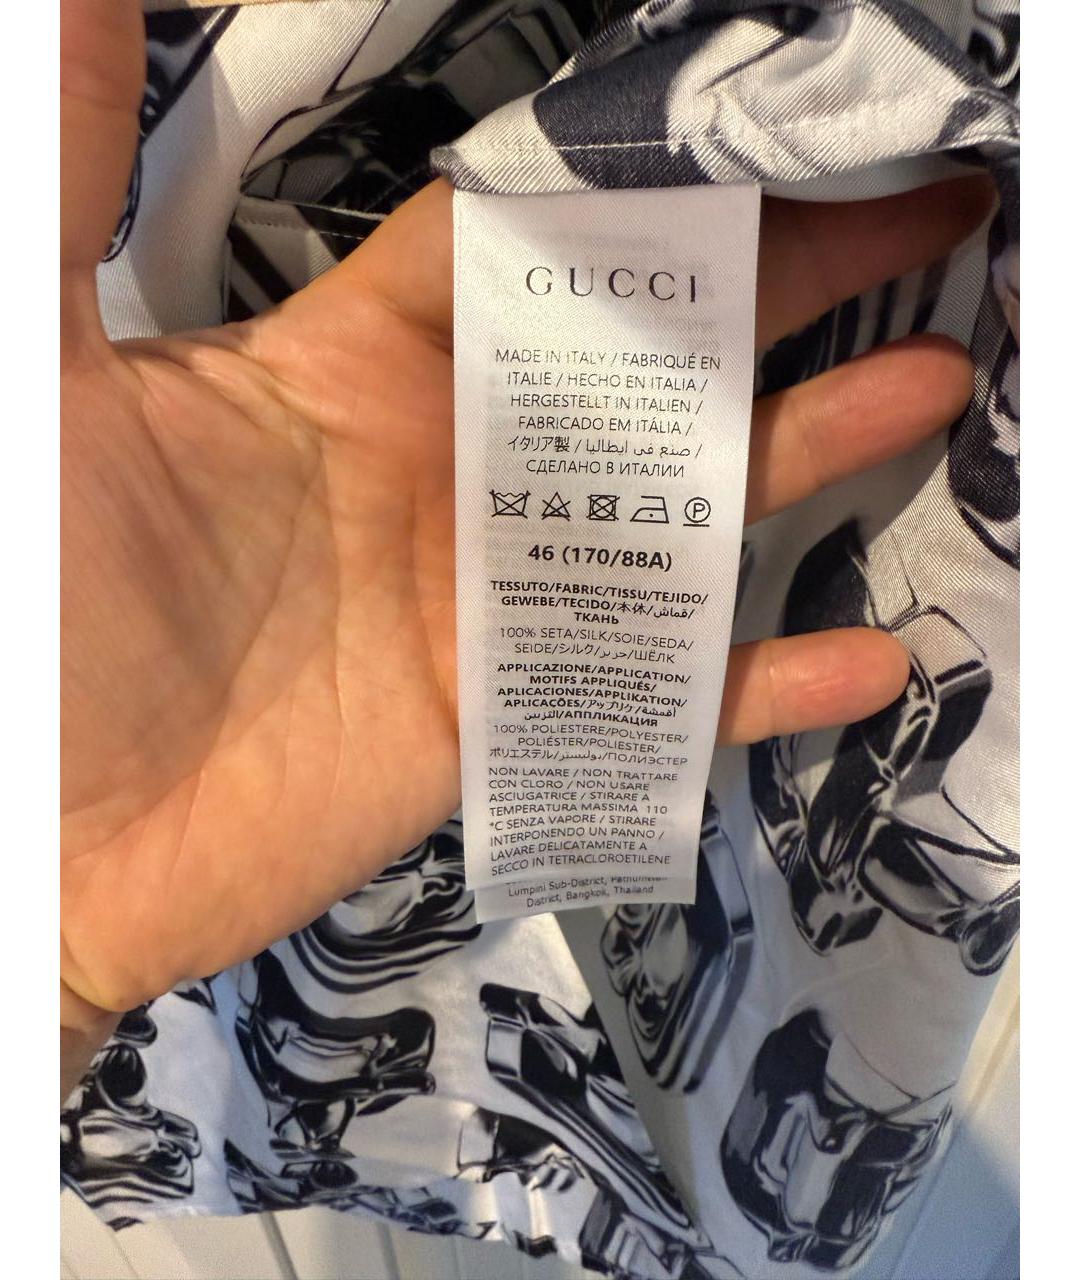 GUCCI
MADE IN ITALY / FABRIQUÉ EN
ITALIE / HECHO EN ITALIA /
HERGESTELLT IN ITALIEN /
FABRICADO EM ITÁLIA /
イタリア製 / صنع في ايطاليا /
СДЕЛАНО В ИТАЛИИ
P
46 (170/88A)
TESSUTO/FABRIC/TISSU/TEJIDO/
GEWEBE/TECIDO/本体/قماش/
ТКАНЬ
100% SETA/SILK/SOIE/SEDA/
SEIDE/シルク/حرير/ШЁЛК
APPLICAZIONE/APPLICATION/
MOTIFS APPLIQUÉS/
APLICACIONES/APPLIKATION/
APLICAÇÕES/アップリケ/أقمشة
التزيين/АППЛИКАЦИЯ
100% POLIESTERE/POLYESTER/
POLIÉSTER/POLIESTER/
ポリエステル/بوليستر/ПОЛИЭСТЕР
NON LAVARE / NON TRATTARE
CON CLORO / NON USARE
ASCIUGATRICE / STIRARE A
TEMPERATURA MASSIMA 110
°C SENZA VAPORE / STIRARE
INTERPONENDO UN PANNO /
LAVARE DELICATAMENTE A
SECCO IN TETRACLOROETILENE
Lumpini Sub-District, Pathumwan
District, Bangkok, Thailand